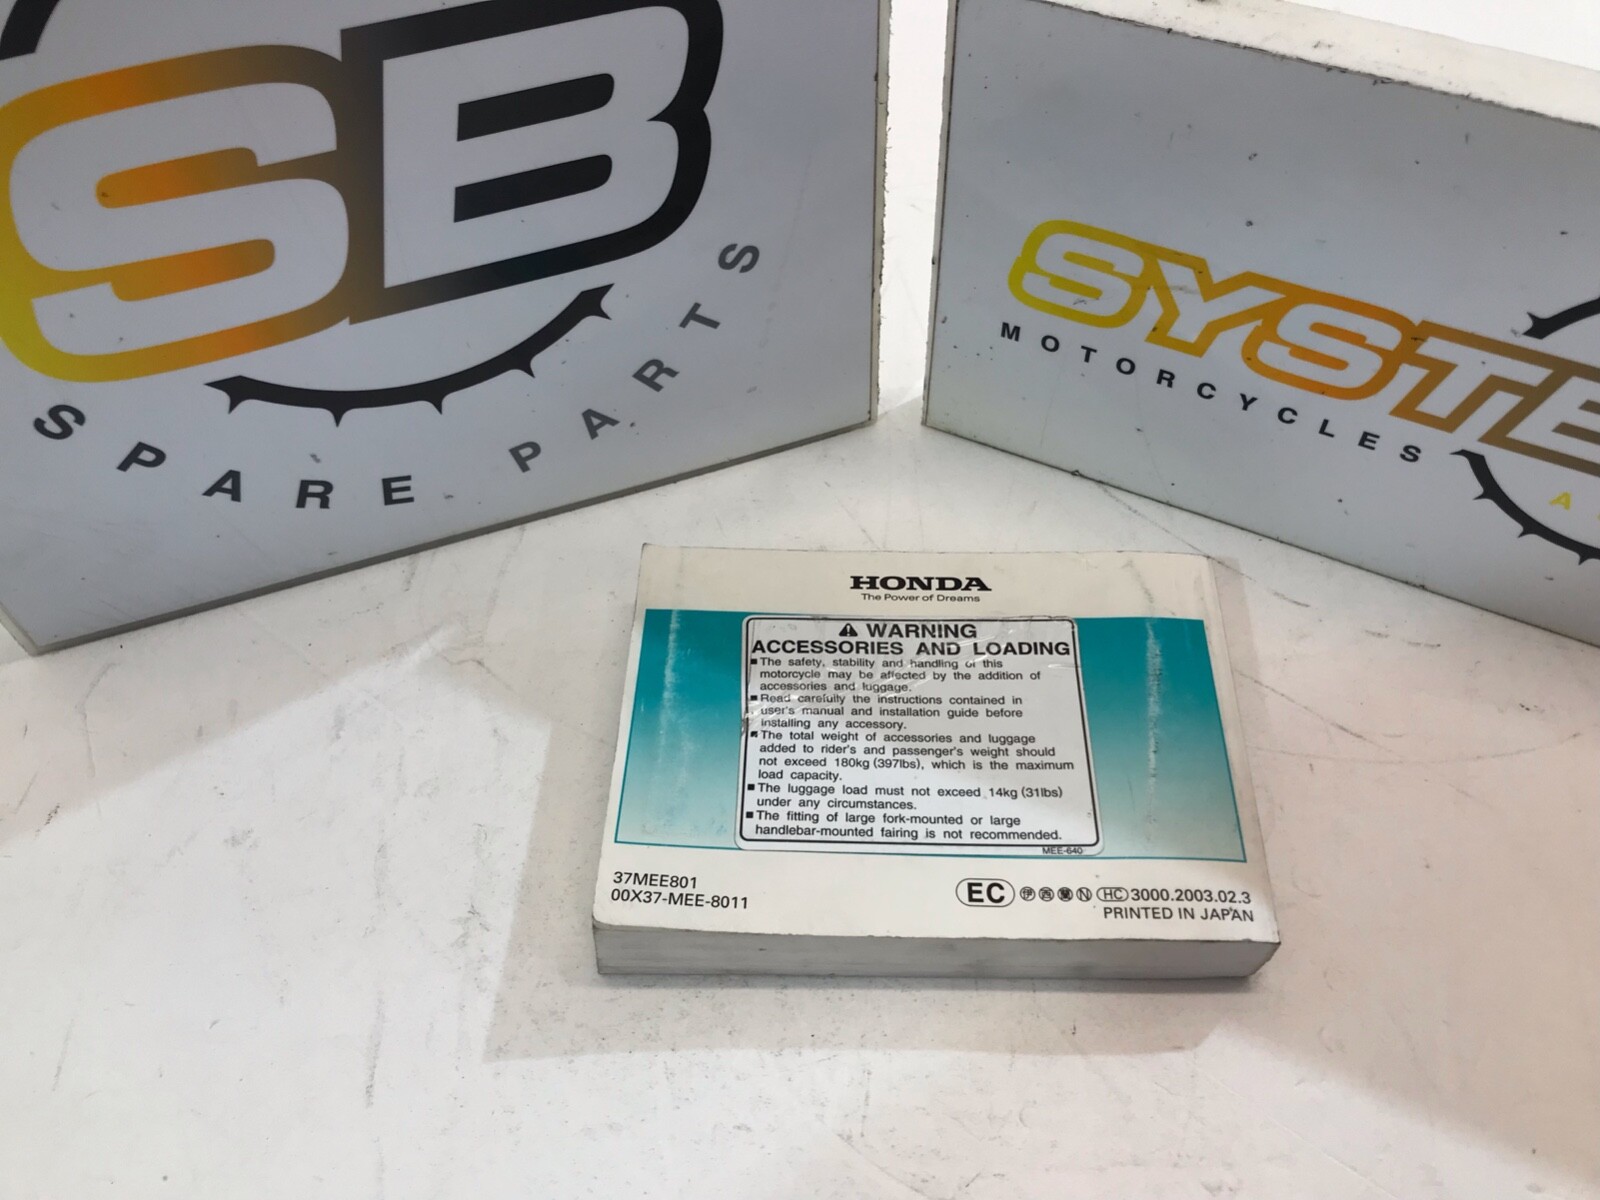 SB
SPARE PARTS
SYSTE
MOTORCYCLES
A
HONDA
The Power of Dreams
WARNING
ACCESSORIES AND LOADING
■ The safety, stability and handling of this
motorcycle may be affected by the addition of
accessories and luggage.
■ Read carefully the instructions contained in
user's manual and installation guide before
installing any accessory.
■ The total weight of accessories and luggage
added to rider's and passenger's weight should
not exceed 180kg (397lbs), which is the maximum
load capacity.
■ The luggage load must not exceed 14kg (31lbs)
under any circumstances.
■ The fitting of large fork-mounted or large
handlebar-mounted fairing is not recommended.
MEE-640
37MEE801
00X37-MEE-8011
EC N HC 3000.2003.02.3
PRINTED IN JAPAN